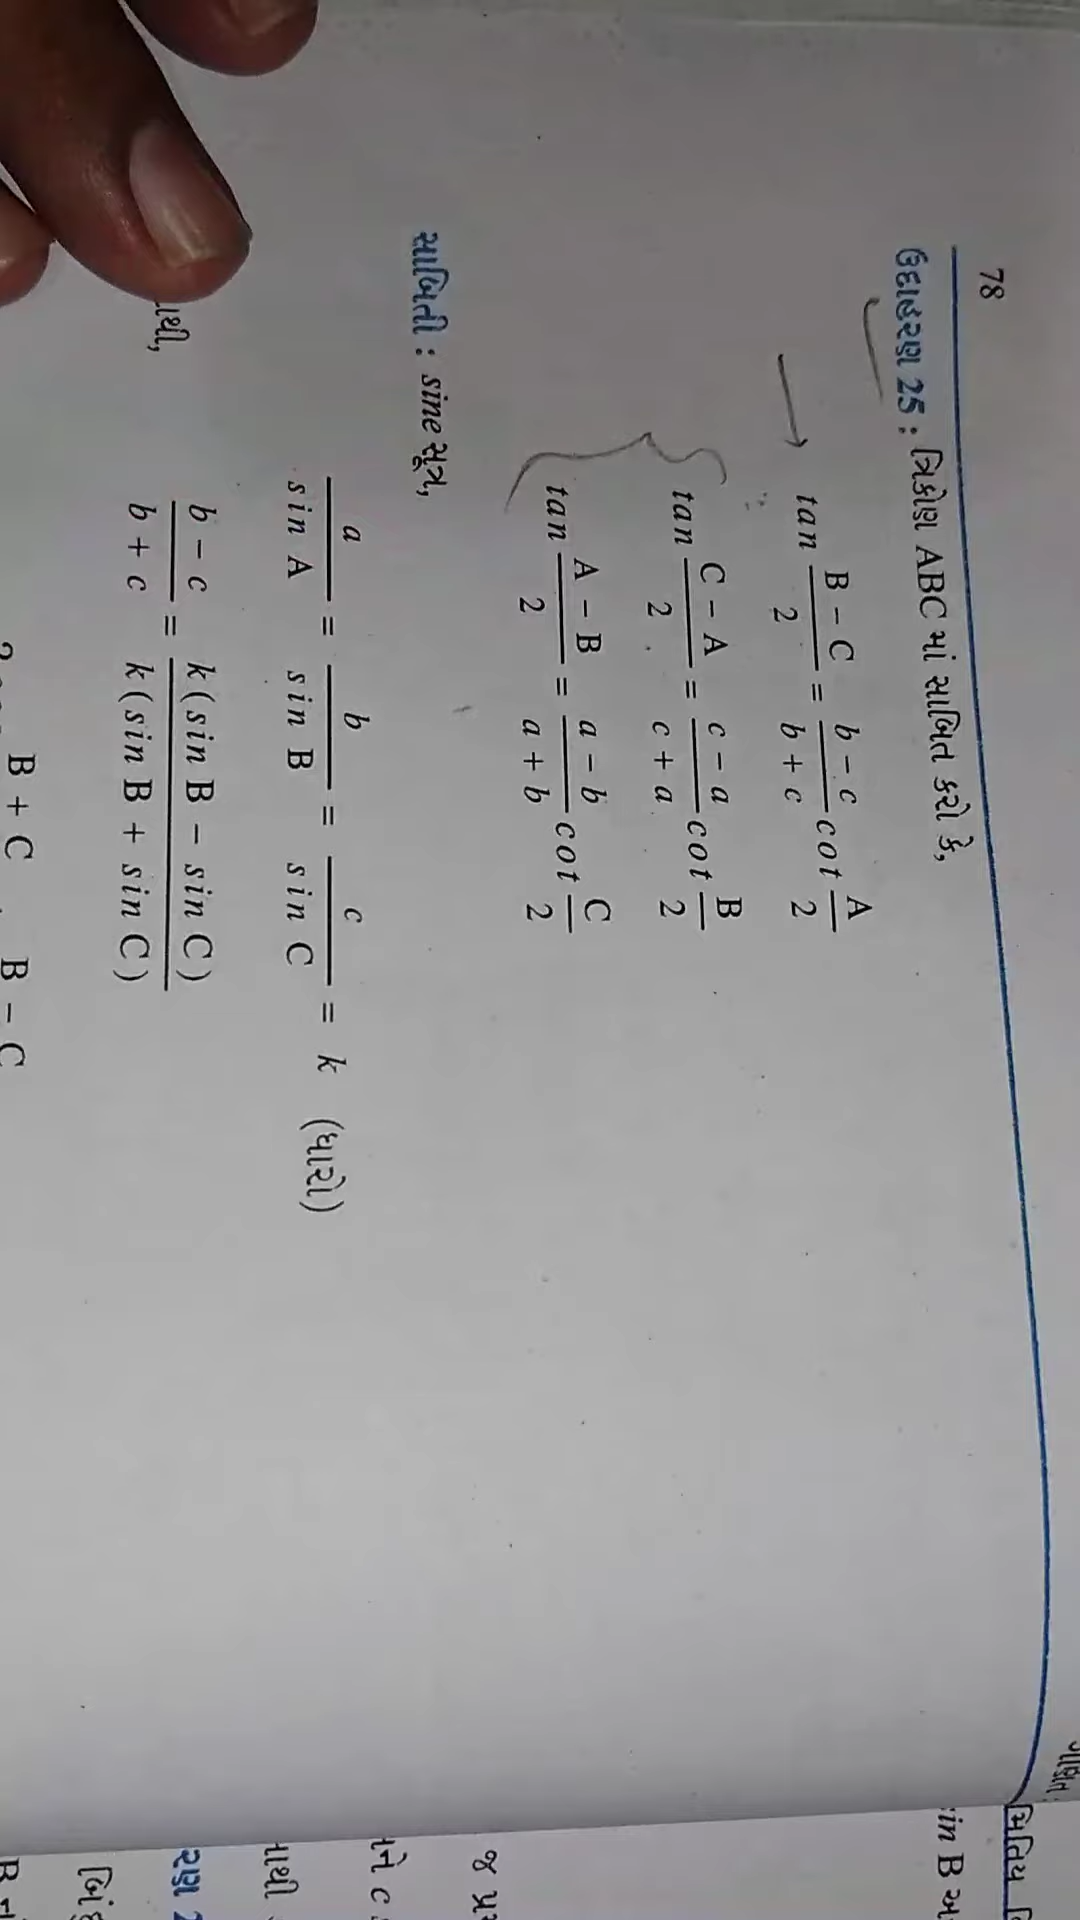 78
ઉદાહરણ 25 : ત્રિકોણ ABC માં સાબિત કરો કે,
tan (B – C)/2 = (b – c)/(b + c) cot A/2
tan (C – A)/2 = (c – a)/(c + a) cot B/2
tan (A – B)/2 = (a – b)/(a + b) cot C/2
સાબિતી : sine સૂત્ર,
a/sin A = b/sin B = c/sin C = k (ધારો)
(b – c)/(b + c) = k (sin B – sin C)/k (sin B + sin C)
B + C B – C